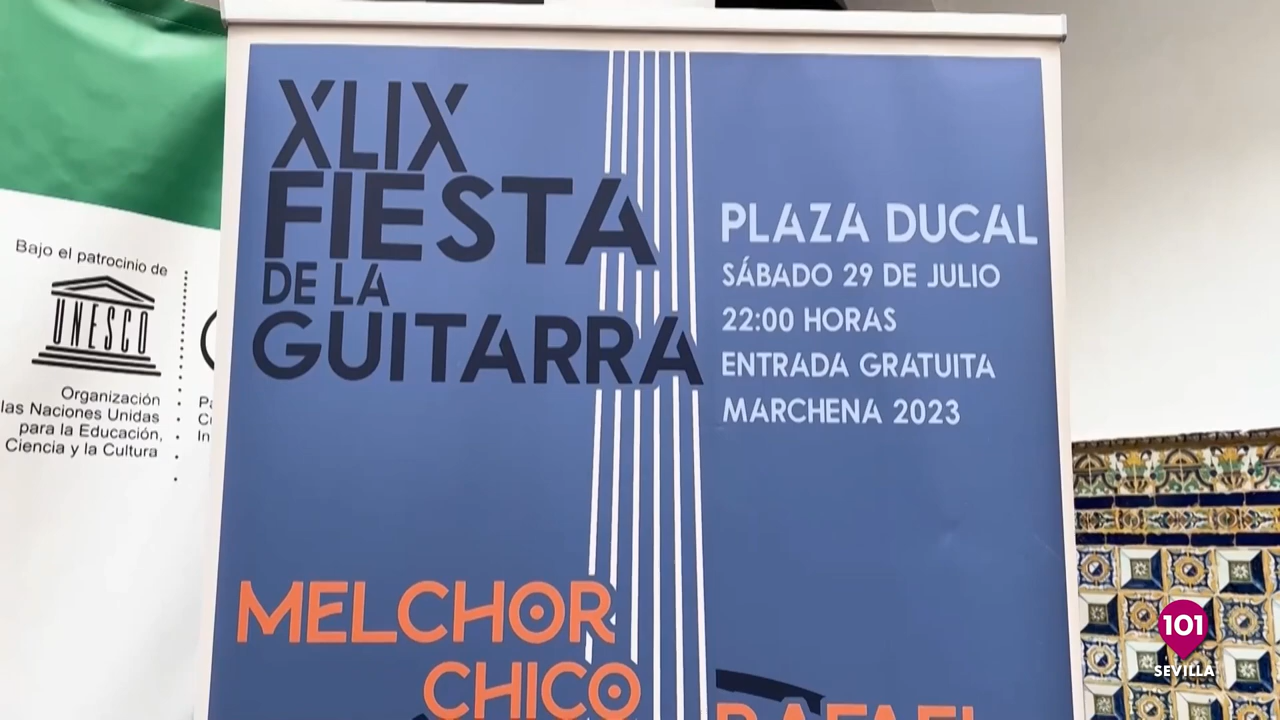 XLIX
FIESTA
DE LA
GUITARRA
PLAZA DUCAL
SÁBADO 29 DE JULIO
22:00 HORAS
ENTRADA GRATUITA
MARCHENA 2023
MELCHOR
CHICO
RAFAEL
Bajo el patrocinio de
UNESCO
Organización
las Naciones Unidas
para la Educación,
Ciencia y la Cultura
101
SEVILLA